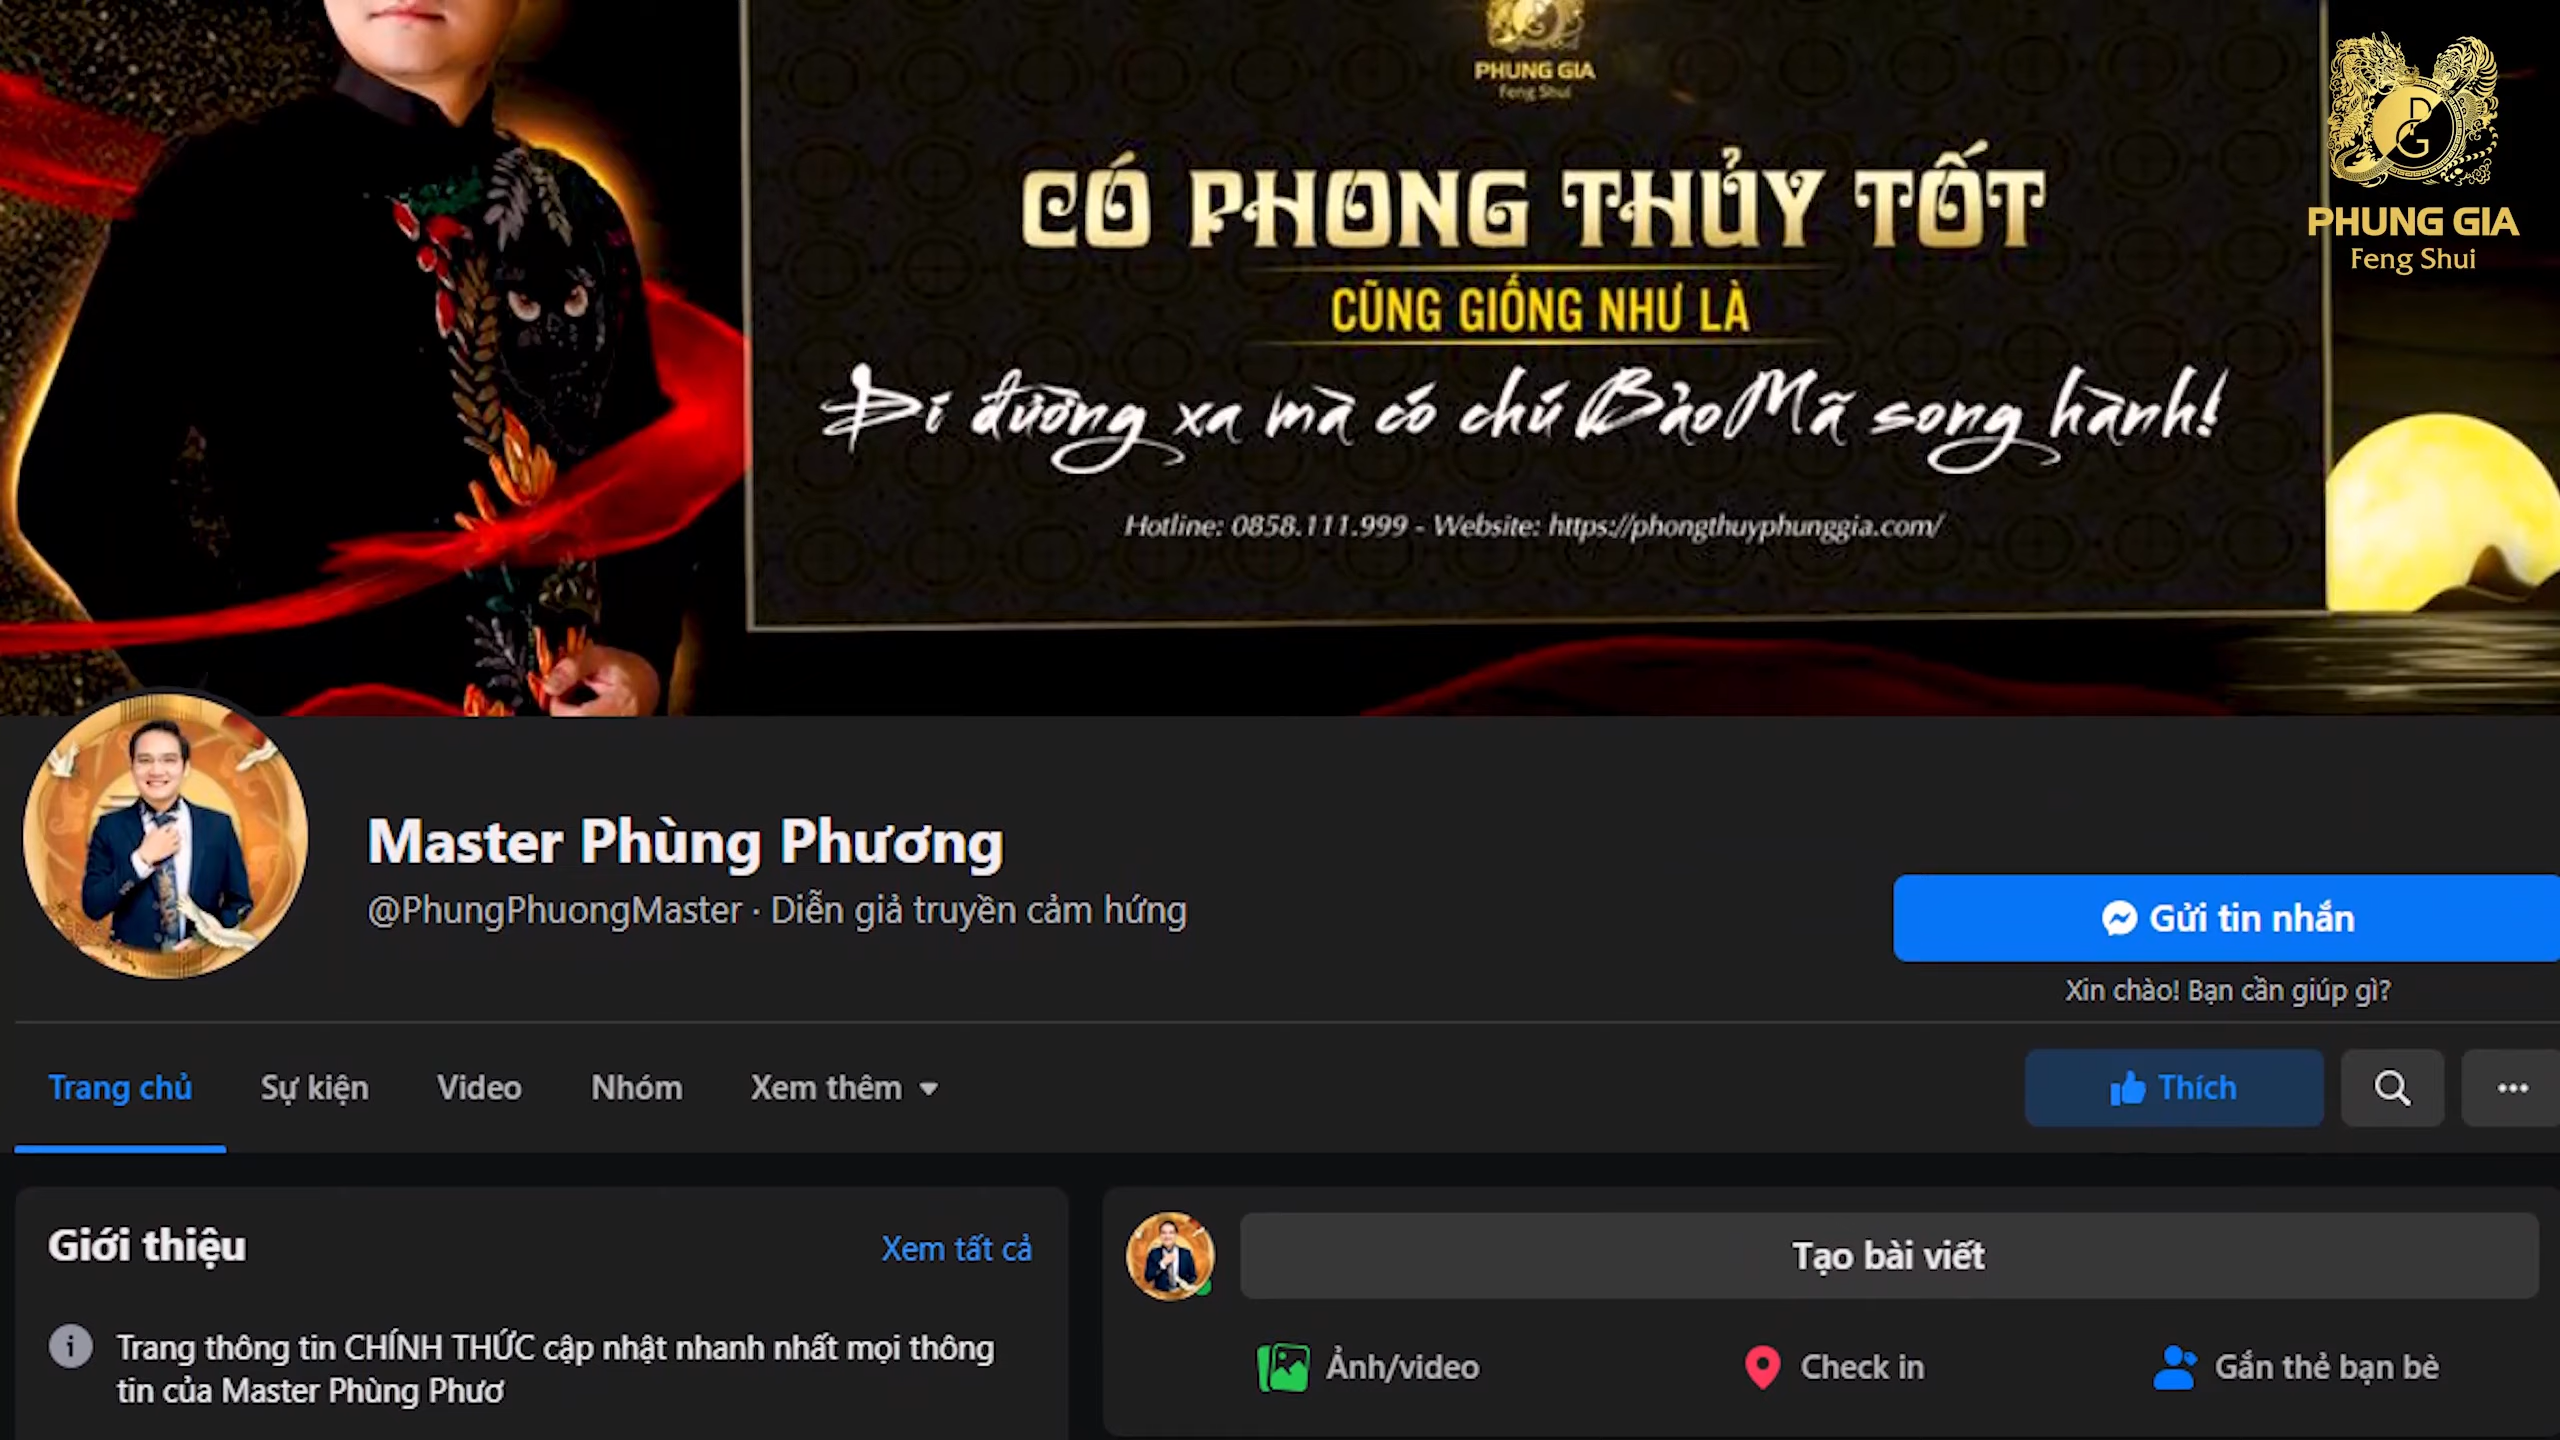 PHUNG GIA
Feng Shui
PHUNG GIA
Feng Shui
CÓ PHONG THỦY TỐT
CŨNG GIỐNG NHƯ LÀ
Đi đường xa mà có chú Bảo Mã song hành!
Hotline: 0858.111.999 - Website: https://phongthuyphunggia.com/
Master Phùng Phương
@PhungPhuongMaster · Diễn giả truyền cảm hứng
Gửi tin nhắn
Xin chào! Bạn cần giúp gì?
Trang chủ
Sự kiện
Video
Nhóm
Xem thêm
Thích
Giới thiệu
Xem tất cả
Trang thông tin CHÍNH THỨC cập nhật nhanh nhất mọi thông
tin của Master Phùng Phươ
Tạo bài viết
Ảnh/video
Check in
Gắn thẻ bạn bè